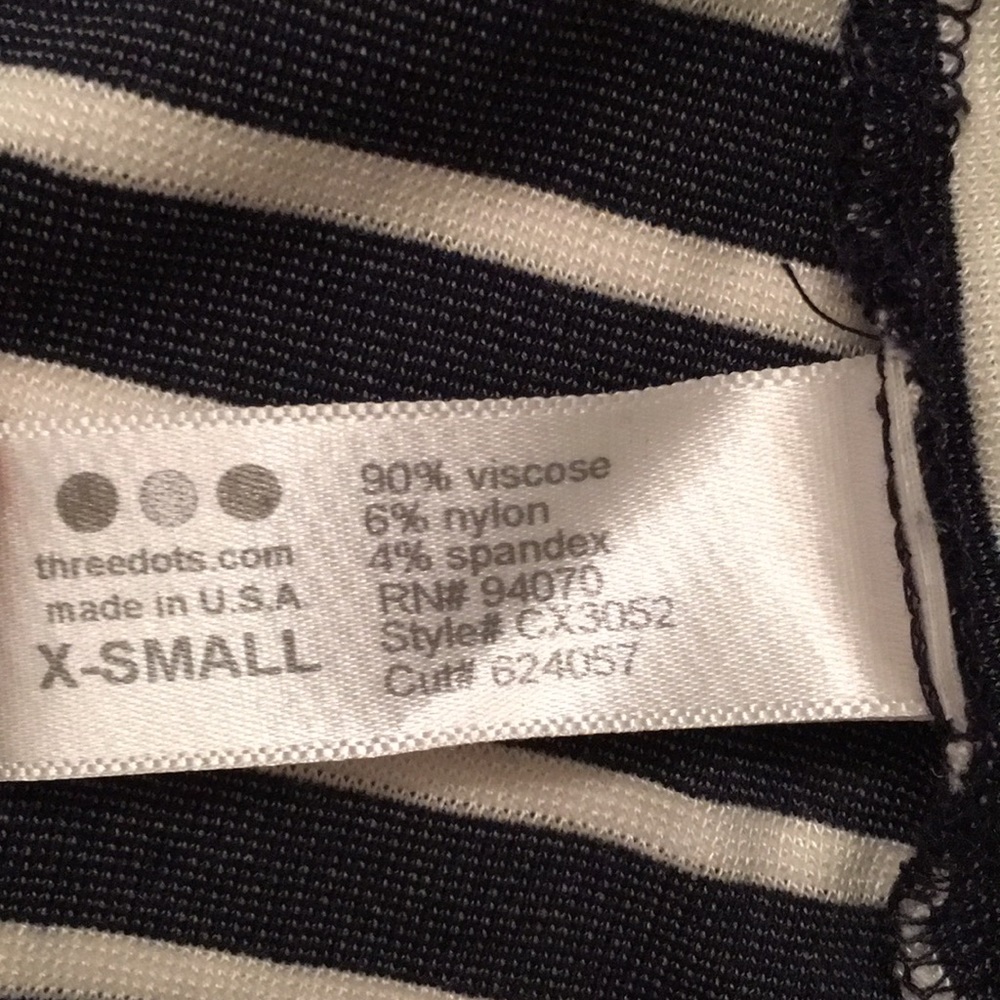 threedots.com
made in U.S.A
X-SMALL
90% viscose
6% nylon
4% spandex
RN# 94070
Style# CX3052
Cut# 624057